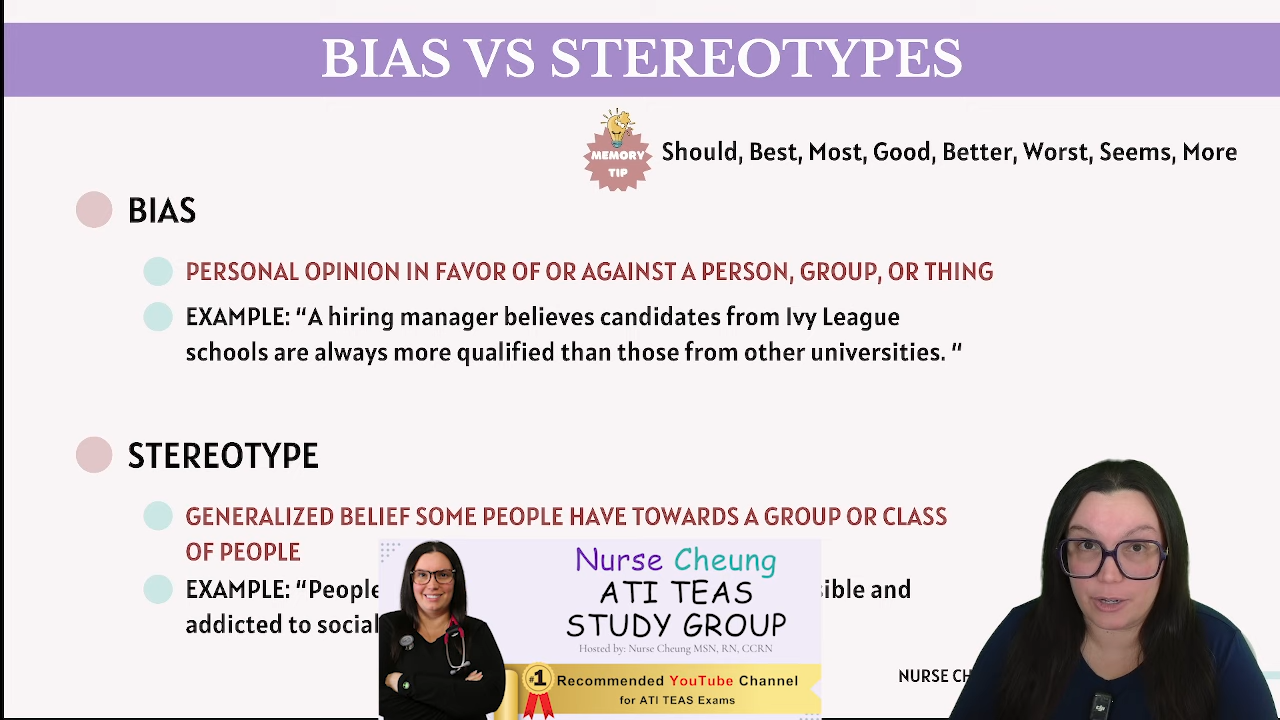 BIAS VS STEREOTYPES
MEMORY
TIP
Should, Best, Most, Good, Better, Worst, Seems, More
BIAS
PERSONAL OPINION IN FAVOR OF OR AGAINST A PERSON, GROUP, OR THING
EXAMPLE: “A hiring manager believes candidates from Ivy League
schools are always more qualified than those from other universities. “
STEREOTYPE
GENERALIZED BELIEF SOME PEOPLE HAVE TOWARDS A GROUP OR CLASS
OF PEOPLE
EXAMPLE: “People sible and
addicted to social
Nurse Cheung
ATI TEAS
STUDY GROUP
Hosted by: Nurse Cheung MSN, RN, CCRN
#1
Recommended YouTube Channel
for ATI TEAS Exams
NURSE CH